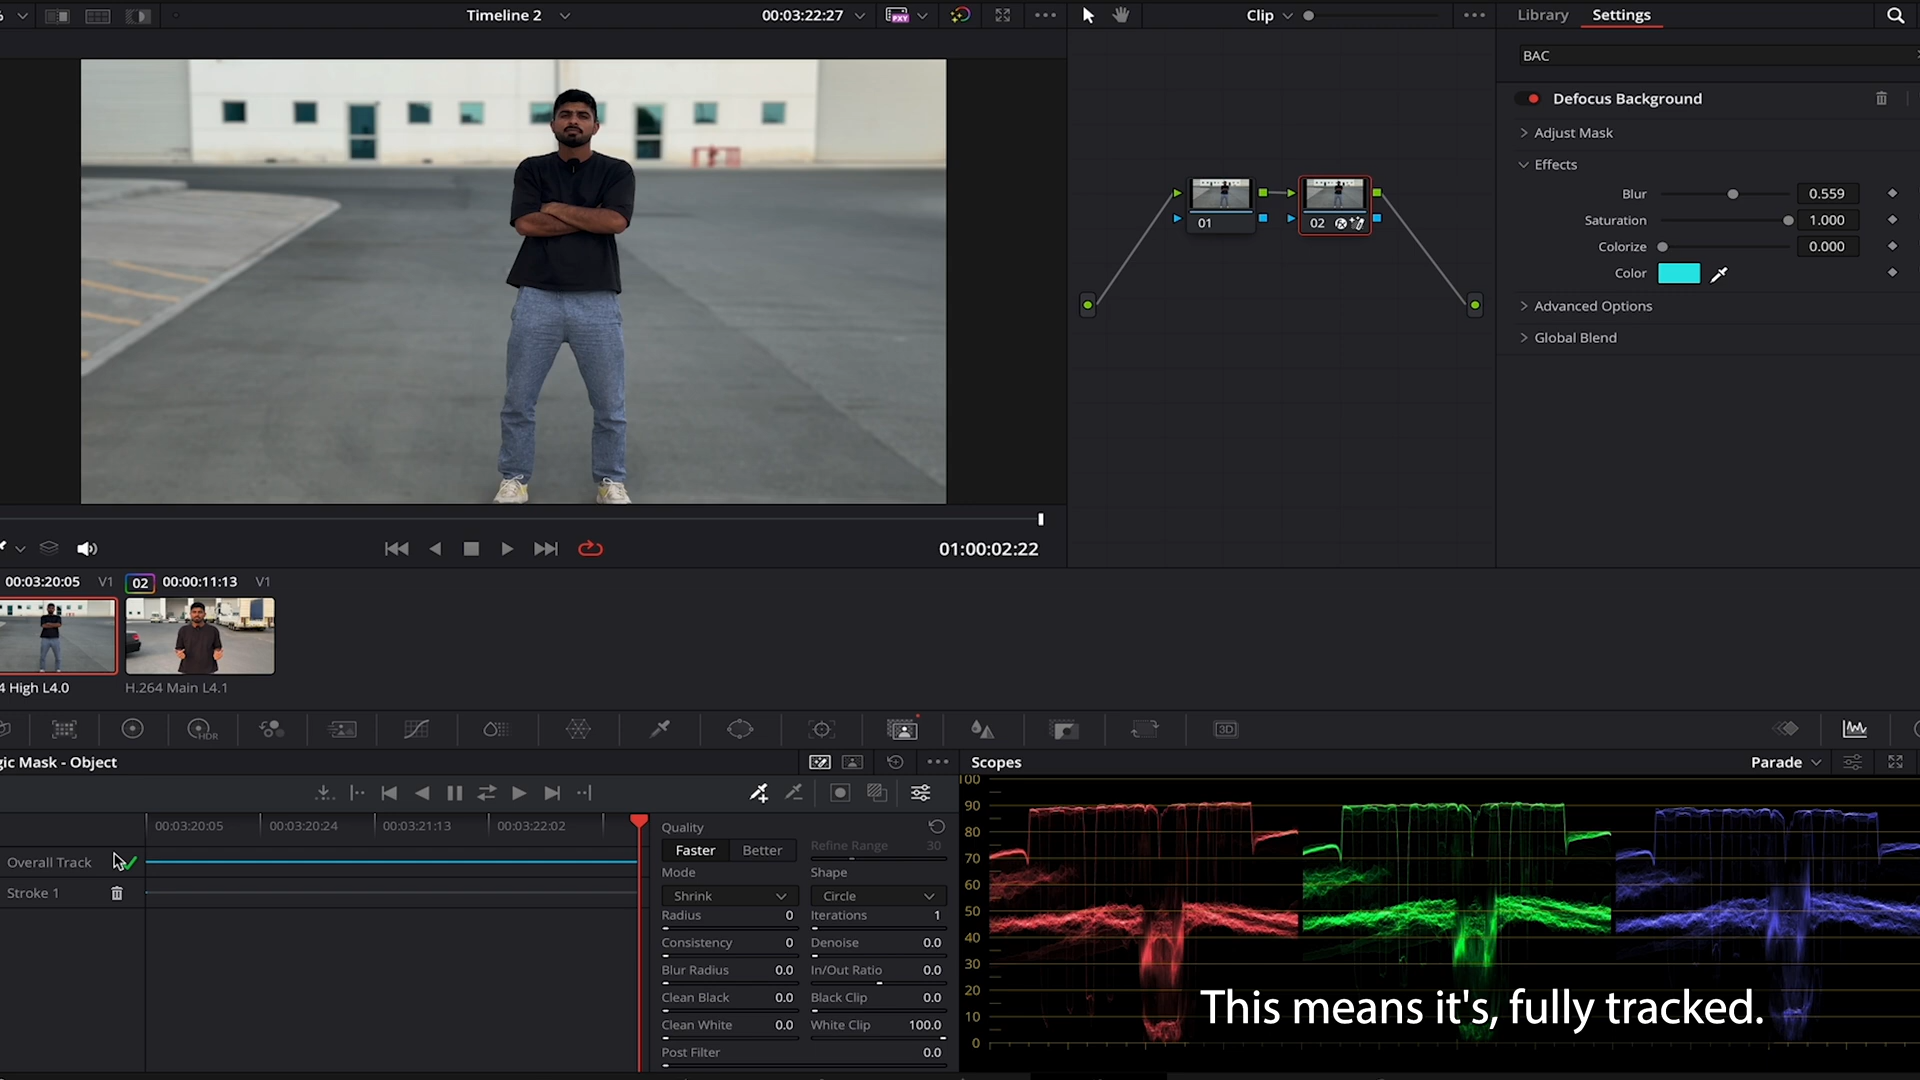 Timeline 2
00:03:22:27
PXY
Clip
Library
Settings
BAC
Defocus Background
Adjust Mask
Effects
Blur 0.559
Saturation 1.000
Colorize 0.000
Color
Advanced Options
Global Blend
01
02
01:00:02:22
00:03:20:05 V1
02 00:00:11:13 V1
4 High L4.0
H.264 Main L4.1
HDR
3D
gic Mask - Object
00:03:20:05
00:03:20:24
00:03:21:13
00:03:22:02
Overall Track
Stroke 1
Quality
Faster
Better
Refine Range 30
Mode
Shape
Shrink
Circle
Radius 0
Iterations 1
Consistency 0
Denoise 0.0
Blur Radius 0.0
In/Out Ratio 0.0
Clean Black 0.0
Black Clip 0.0
Clean White 0.0
White Clip 100.0
Post Filter 0.0
Scopes
Parade
100
90
80
70
60
50
40
30
20
10
0
This means it's, fully tracked.